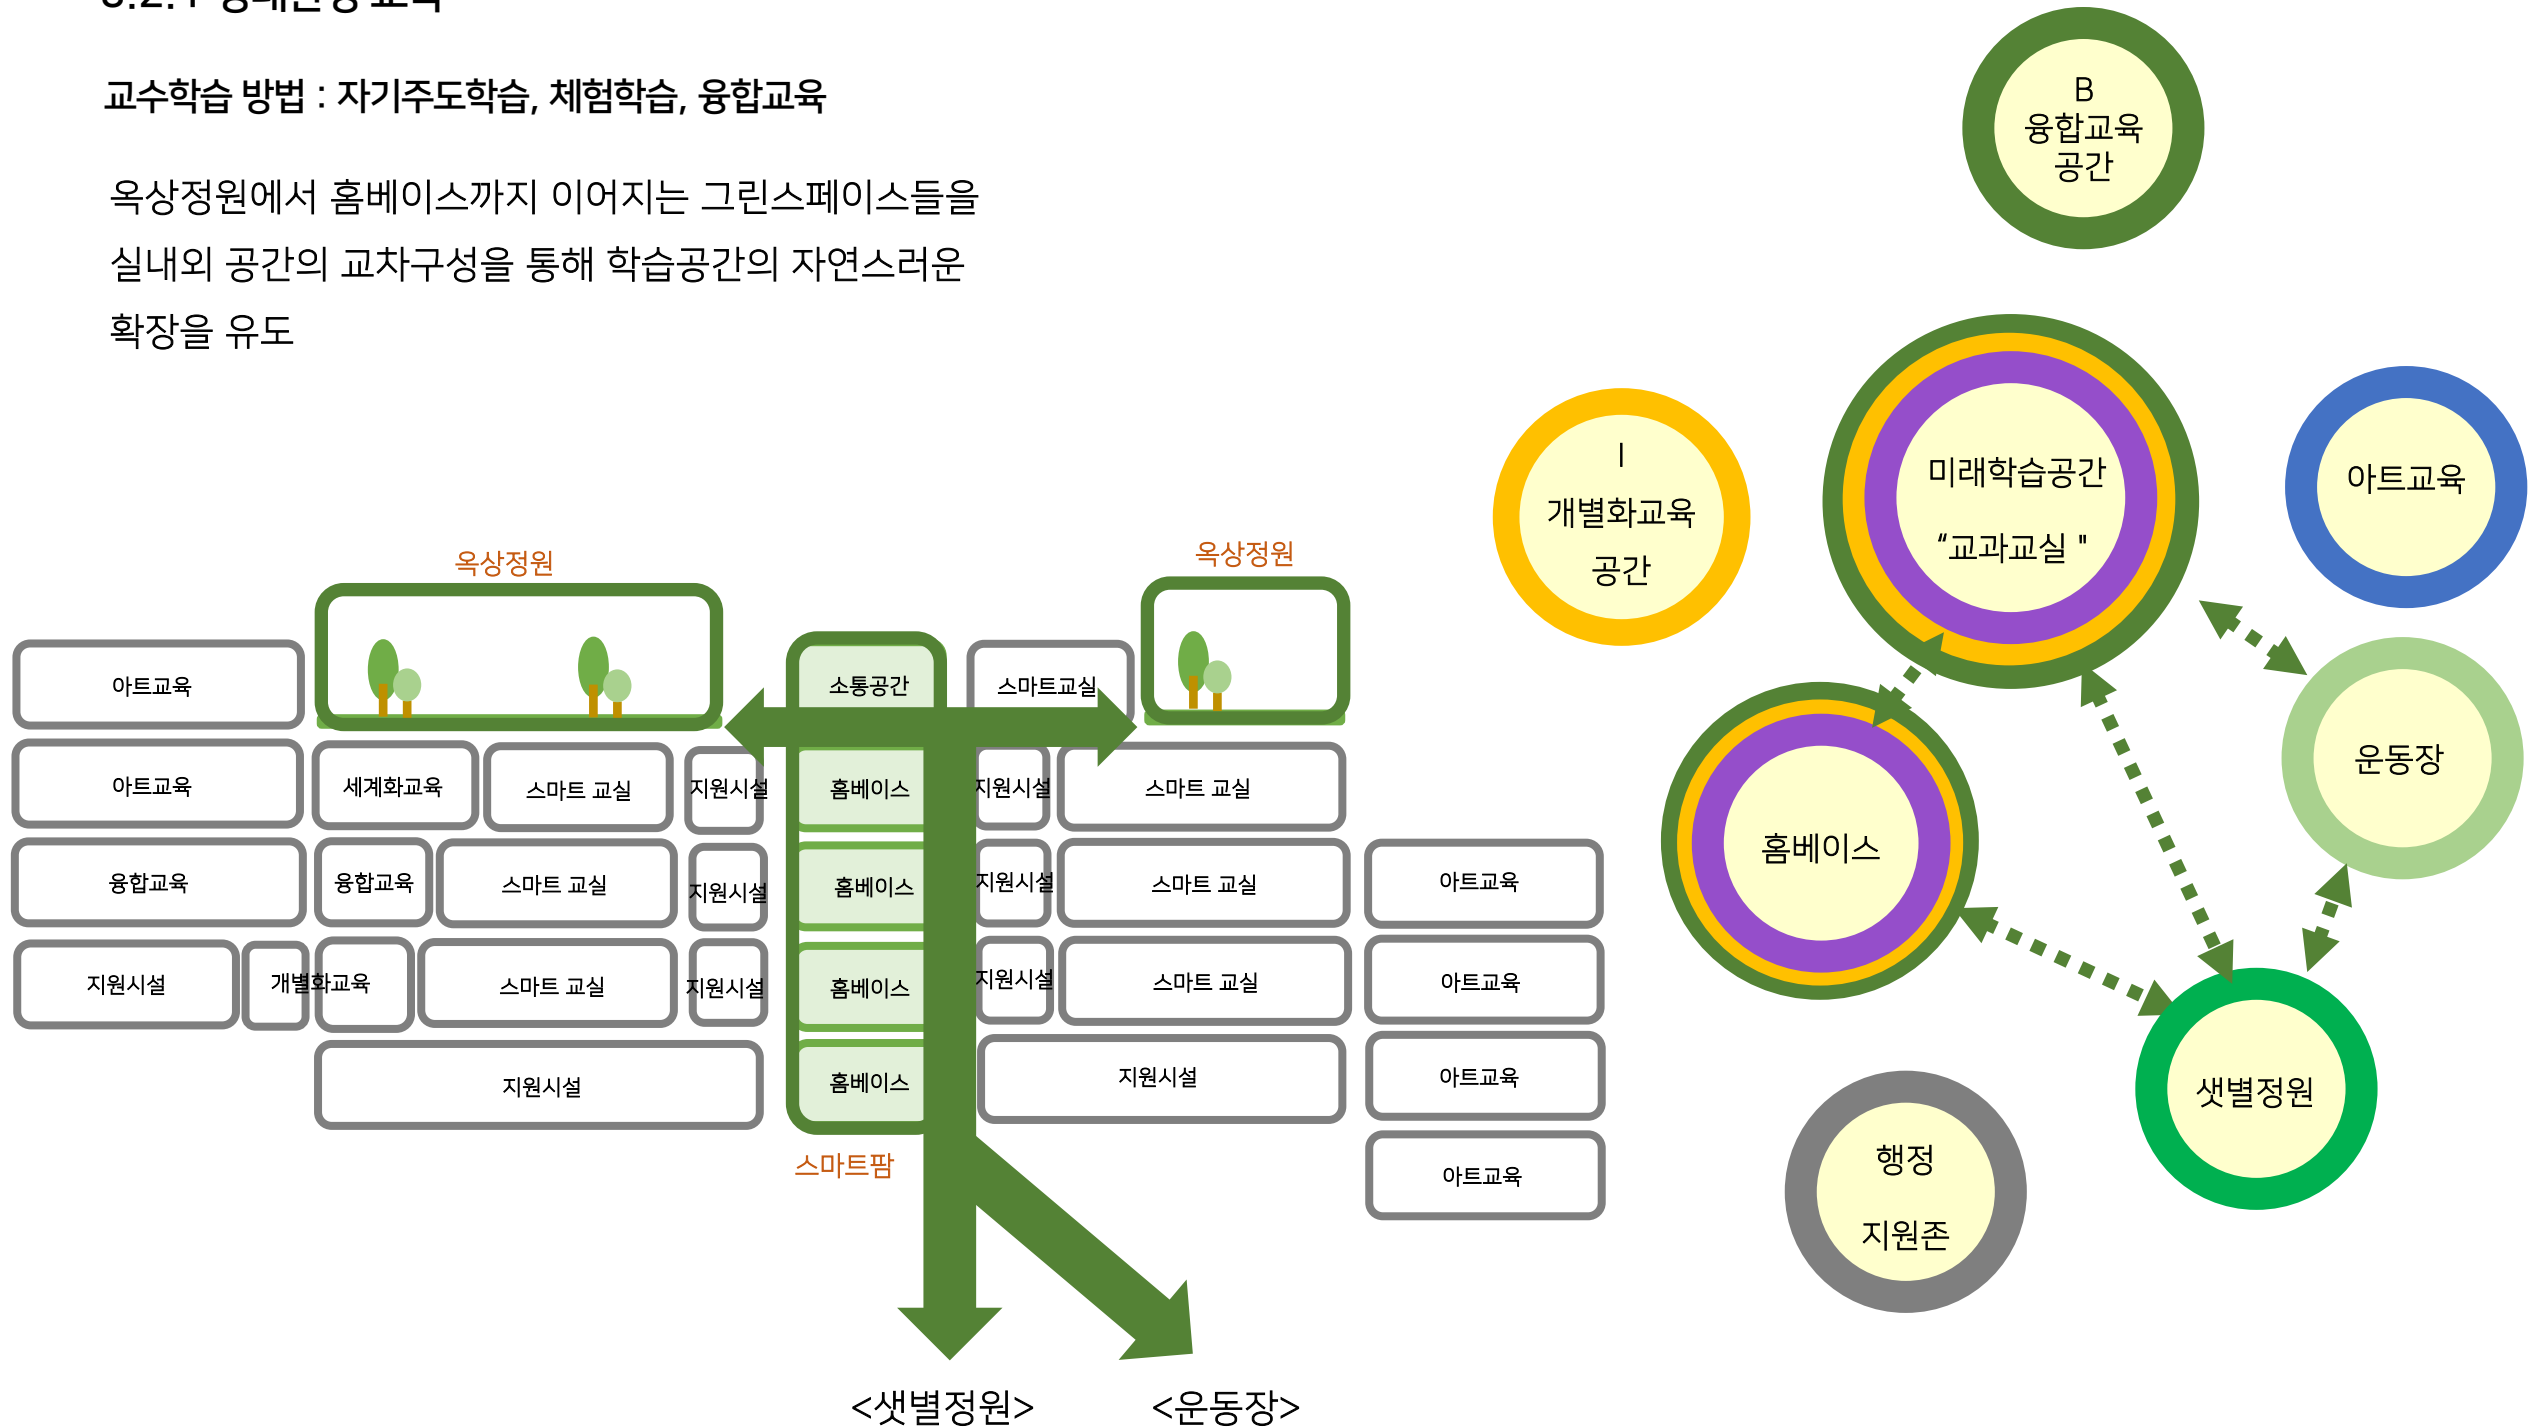 교수학습 방법 : 자기주도학습, 체험학습, 융합교육
옥상정원에서 홈베이스까지 이어지는 그린스페이스들을
실내외 공간의 교차구성을 통해 학습공간의 자연스러운
확장을 유도
옥상정원
옥상정원
아트교육
소통공간
스마트교실
아트교육
세계화교육
스마트 교실
지원시설
홈베이스
지원시설
스마트 교실
융합교육
융합교육
스마트 교실
지원시설
홈베이스
지원시설
스마트 교실
아트교육
지원시설
개별화교육
스마트 교실
지원시설
홈베이스
지원시설
스마트 교실
아트교육
지원시설
홈베이스
지원시설
아트교육
스마트팜
아트교육
<샛별정원>
<운동장>
B
융합교육
공간
I
개별화교육
공간
미래학습공간
“교과교실 "
아트교육
운동장
홈베이스
샛별정원
행정
지원존